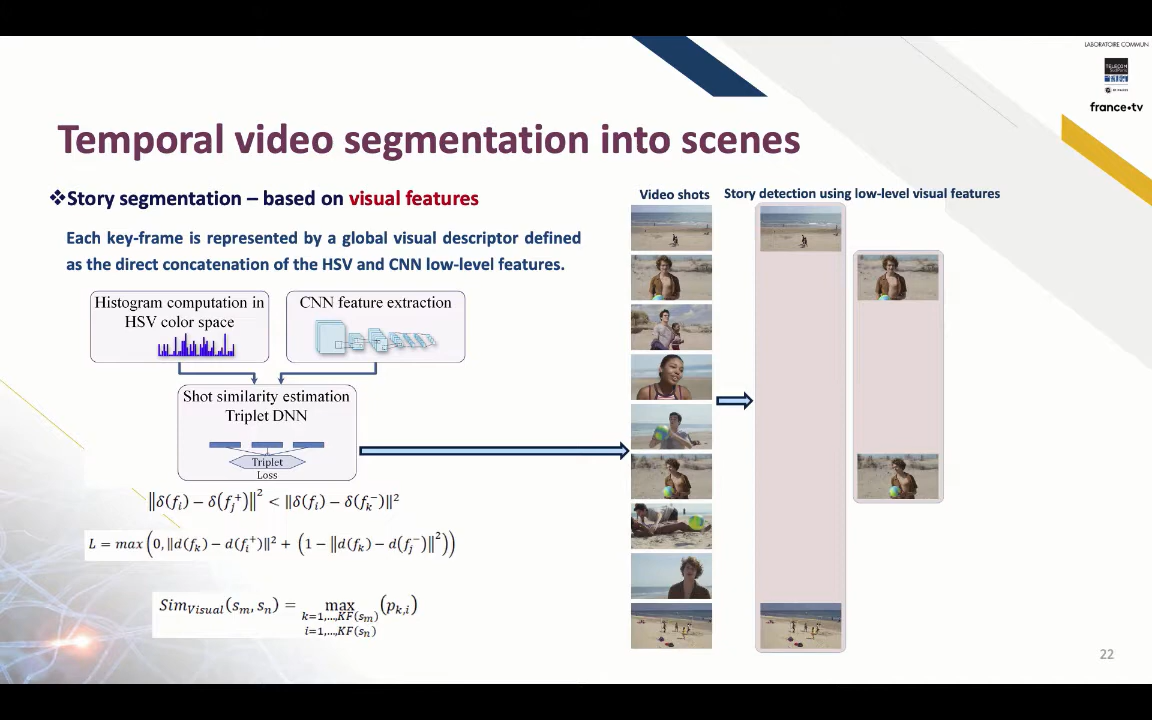 LABORATOIRE COMMUN
TELECOM
SudParis
france•tv
Temporal video segmentation into scenes
❖Story segmentation – based on visual features
Each key-frame is represented by a global visual descriptor defined
as the direct concatenation of the HSV and CNN low-level features.
Histogram computation in
HSV color space
CNN feature extraction
Shot similarity estimation
Triplet DNN
Triplet
Loss
‖δ(f_i) − δ(f_j^+)‖² < ‖δ(f_i) − δ(f_k^−)‖²
L = max (0, ‖d(f_k) − d(f_i^+)‖² + (1 − ‖d(f_k) − d(f_j^−)‖²))
Sim_Visual(s_m, s_n) = max (p_{k,i})
k=1,…,KF(s_m)
i=1,…,KF(s_n)
Video shots
Story detection using low-level visual features
22